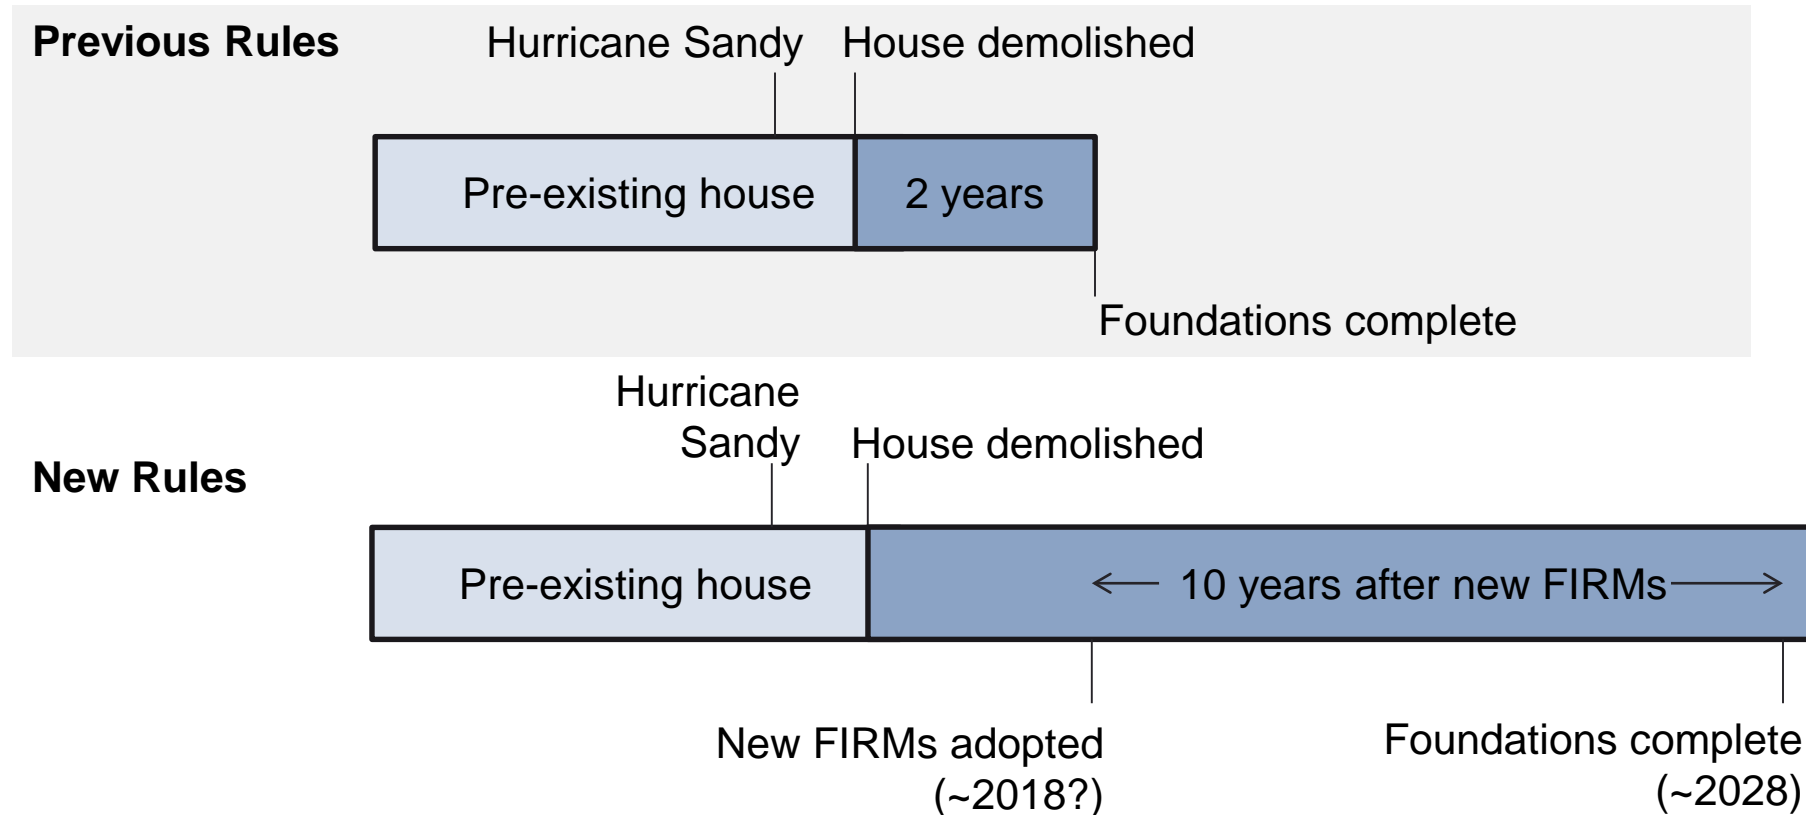 Previous Rules
Hurricane Sandy
House demolished
Pre-existing house
2 years
Foundations complete
Hurricane
Sandy
House demolished
New Rules
Pre-existing house
10 years after new FIRMs
New FIRMs adopted
(~2018?)
Foundations complete
(~2028)